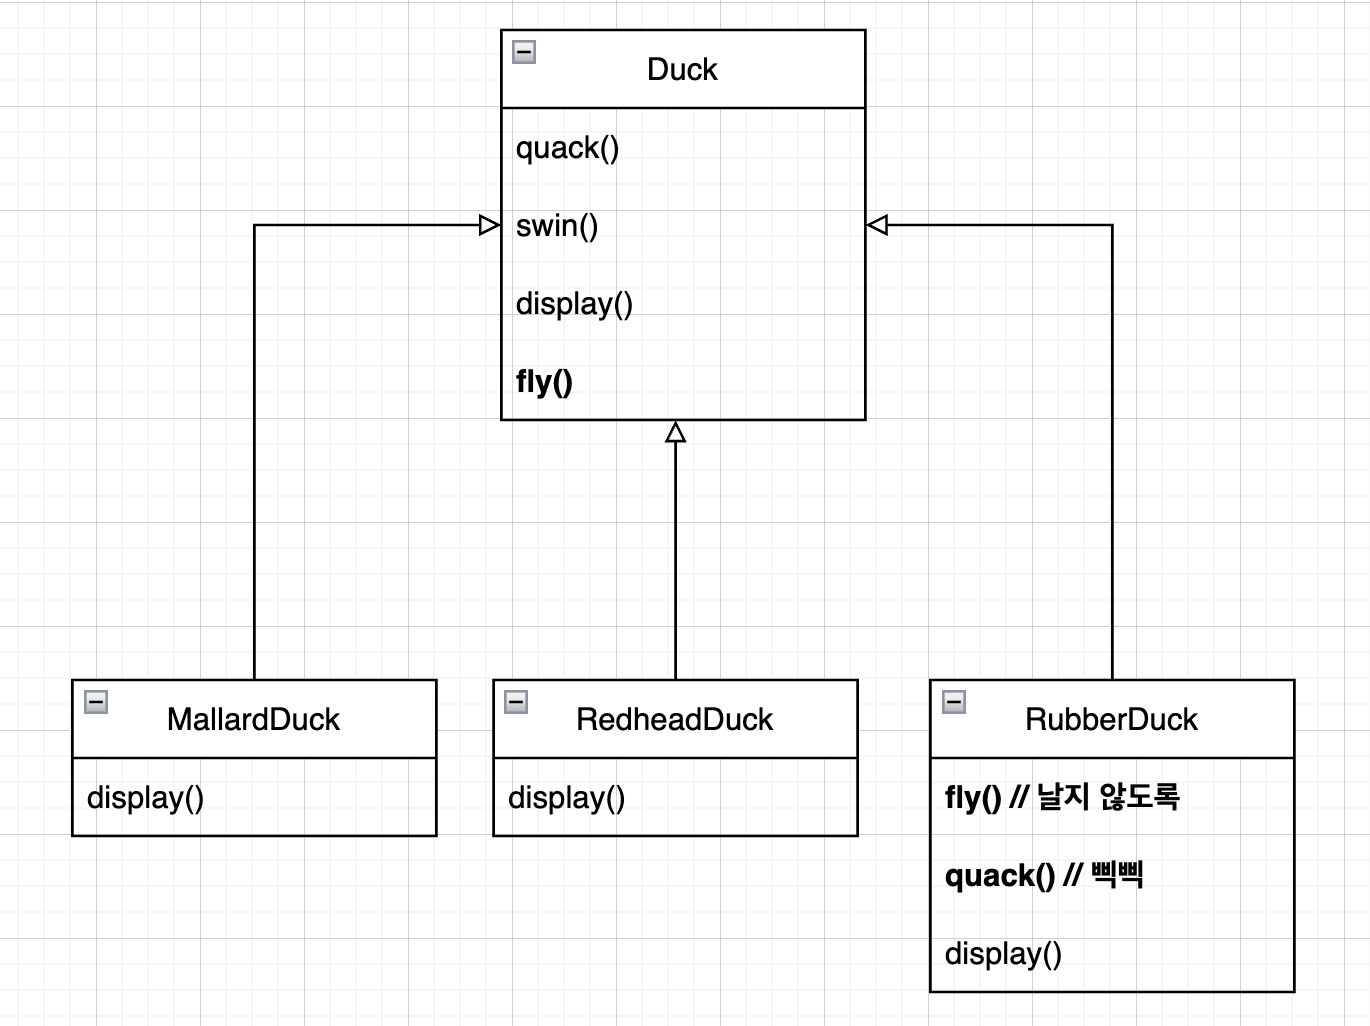 Duck
quack()
swin()
display()
fly()
MallardDuck
display()
RedheadDuck
display()
RubberDuck
fly() // 날지 않도록
quack() // 삑삑
display()